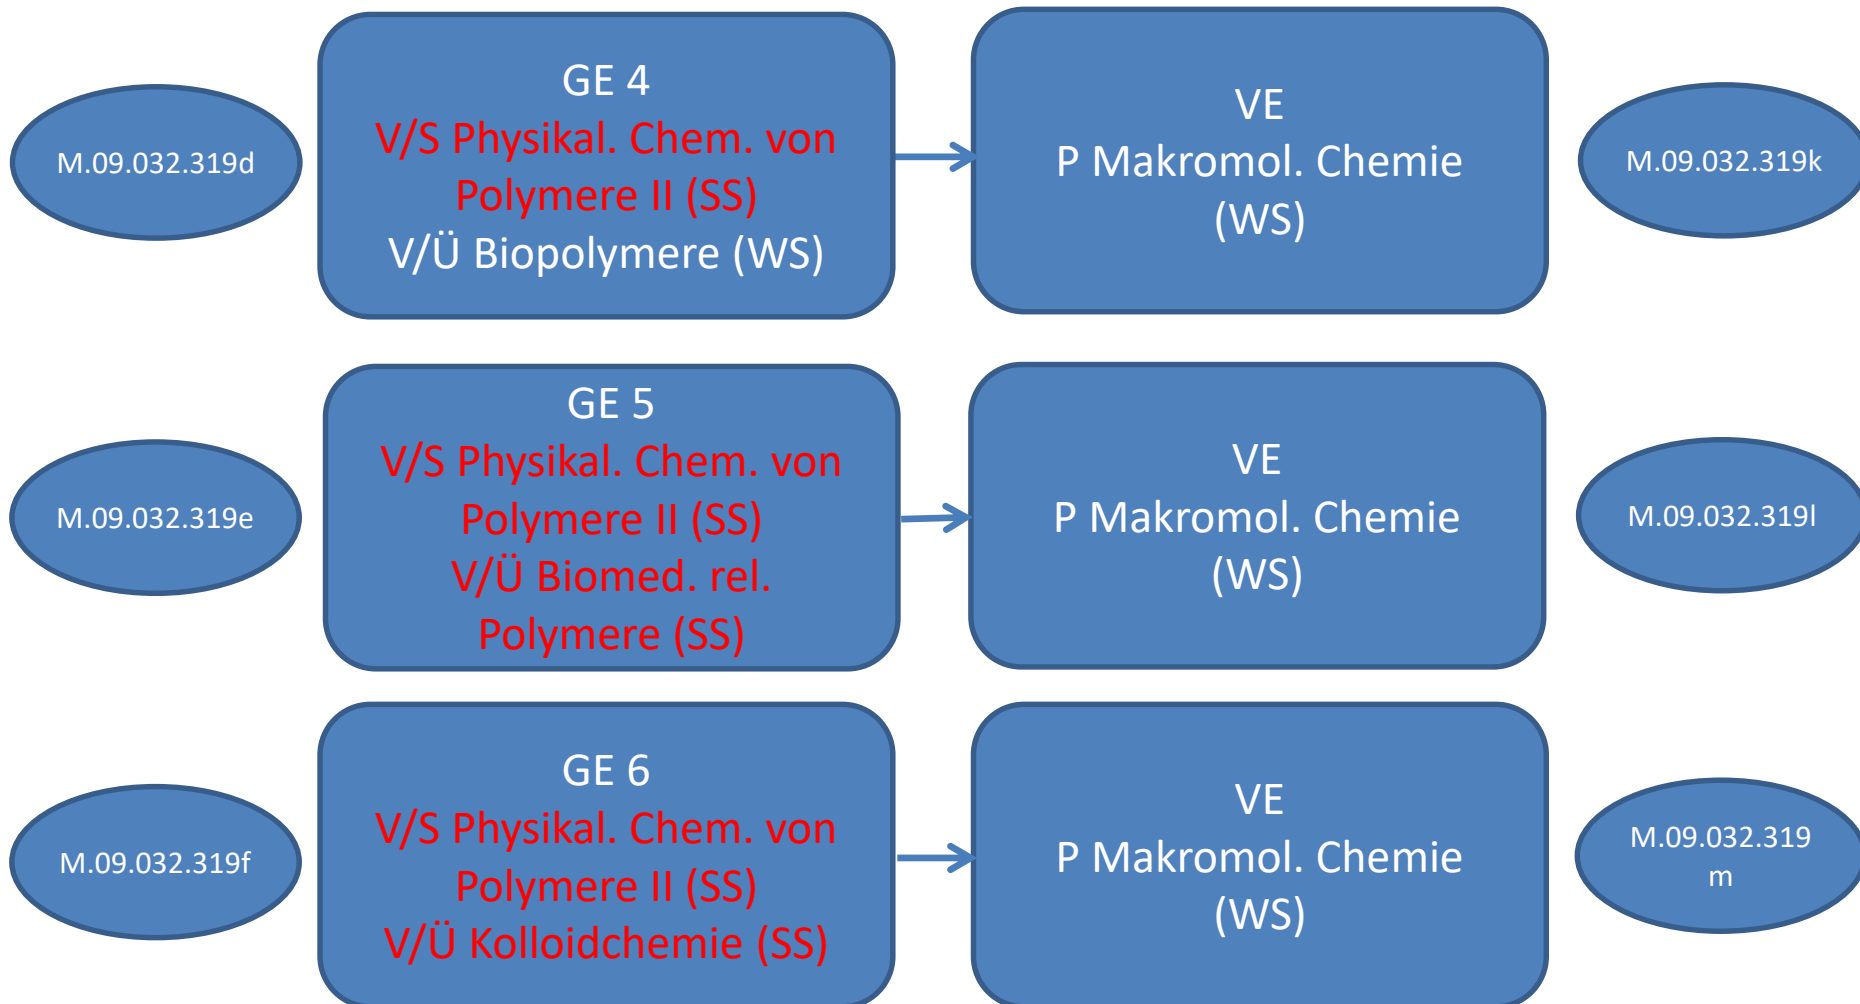 M.09.032.319d
GE 4
V/S Physikal. Chem. von
Polymere II (SS)
V/Ü Biopolymere (WS)
VE
P Makromol. Chemie
(WS)
M.09.032.319k
M.09.032.319e
GE 5
V/S Physikal. Chem. von
Polymere II (SS)
V/Ü Biomed. rel.
Polymere (SS)
VE
P Makromol. Chemie
(WS)
M.09.032.319l
M.09.032.319f
GE 6
V/S Physikal. Chem. von
Polymere II (SS)
V/Ü Kolloidchemie (SS)
VE
P Makromol. Chemie
(WS)
M.09.032.319
m